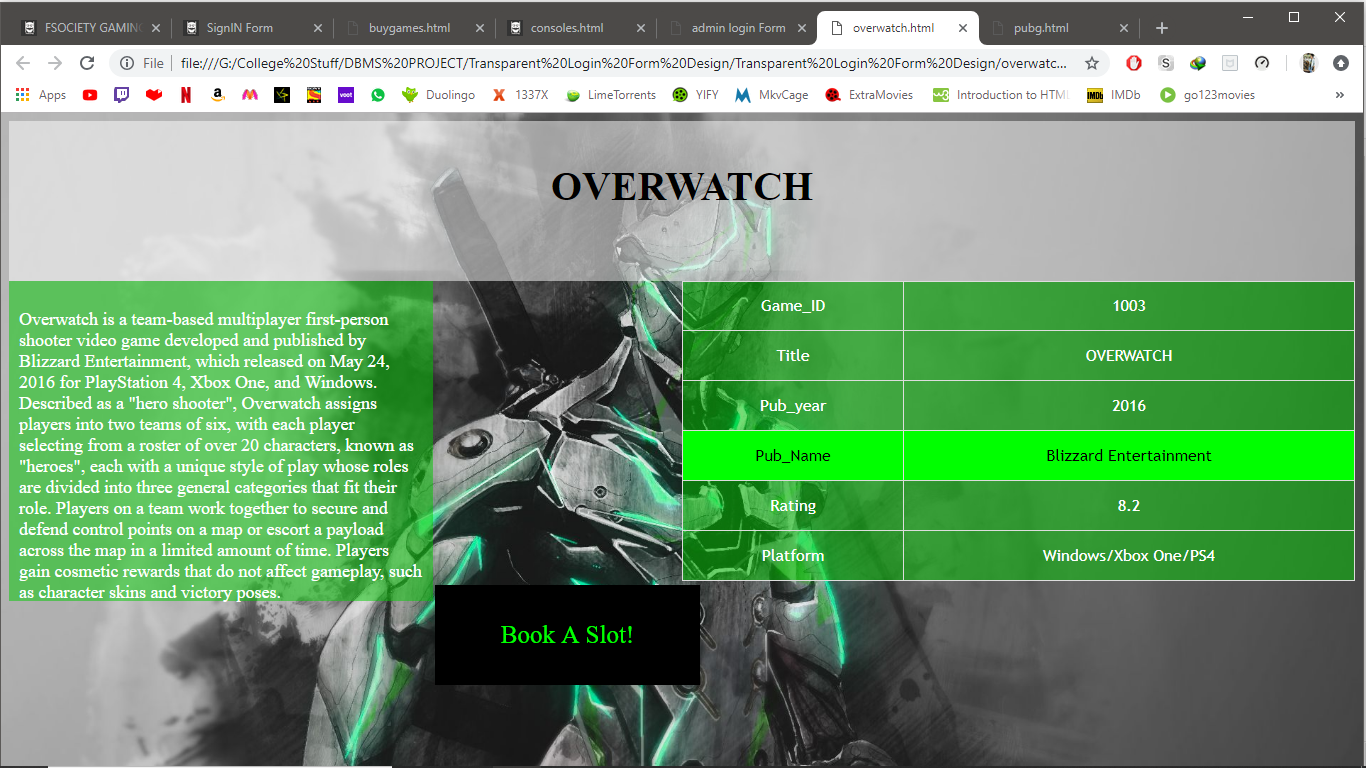 FSOCIETY GAMING
SignIN Form
buygames.html
consoles.html
admin login Form
overwatch.html
pubg.html
File
file:///G:/College%20Stuff/DBMS%20PROJECT/Transparent%20Login%20Form%20Design/Transparent%20Login%20Form%20Design/overwatc...
Apps
voot
Duolingo
1337X
LimeTorrents
YIFY
MkvCage
ExtraMovies
w3
Introduction to HTML
IMDb
IMDb
go123movies
»
OVERWATCH
Overwatch is a team-based multiplayer first-person
shooter video game developed and published by
Blizzard Entertainment, which released on May 24,
2016 for PlayStation 4, Xbox One, and Windows.
Described as a "hero shooter", Overwatch assigns
players into two teams of six, with each player
selecting from a roster of over 20 characters, known as
"heroes", each with a unique style of play whose roles
are divided into three general categories that fit their
role. Players on a team work together to secure and
defend control points on a map or escort a payload
across the map in a limited amount of time. Players
gain cosmetic rewards that do not affect gameplay, such
as character skins and victory poses.
Game_ID 1003
Title OVERWATCH
Pub_year 2016
Pub_Name Blizzard Entertainment
Rating 8.2
Platform Windows/Xbox One/PS4
Book A Slot!